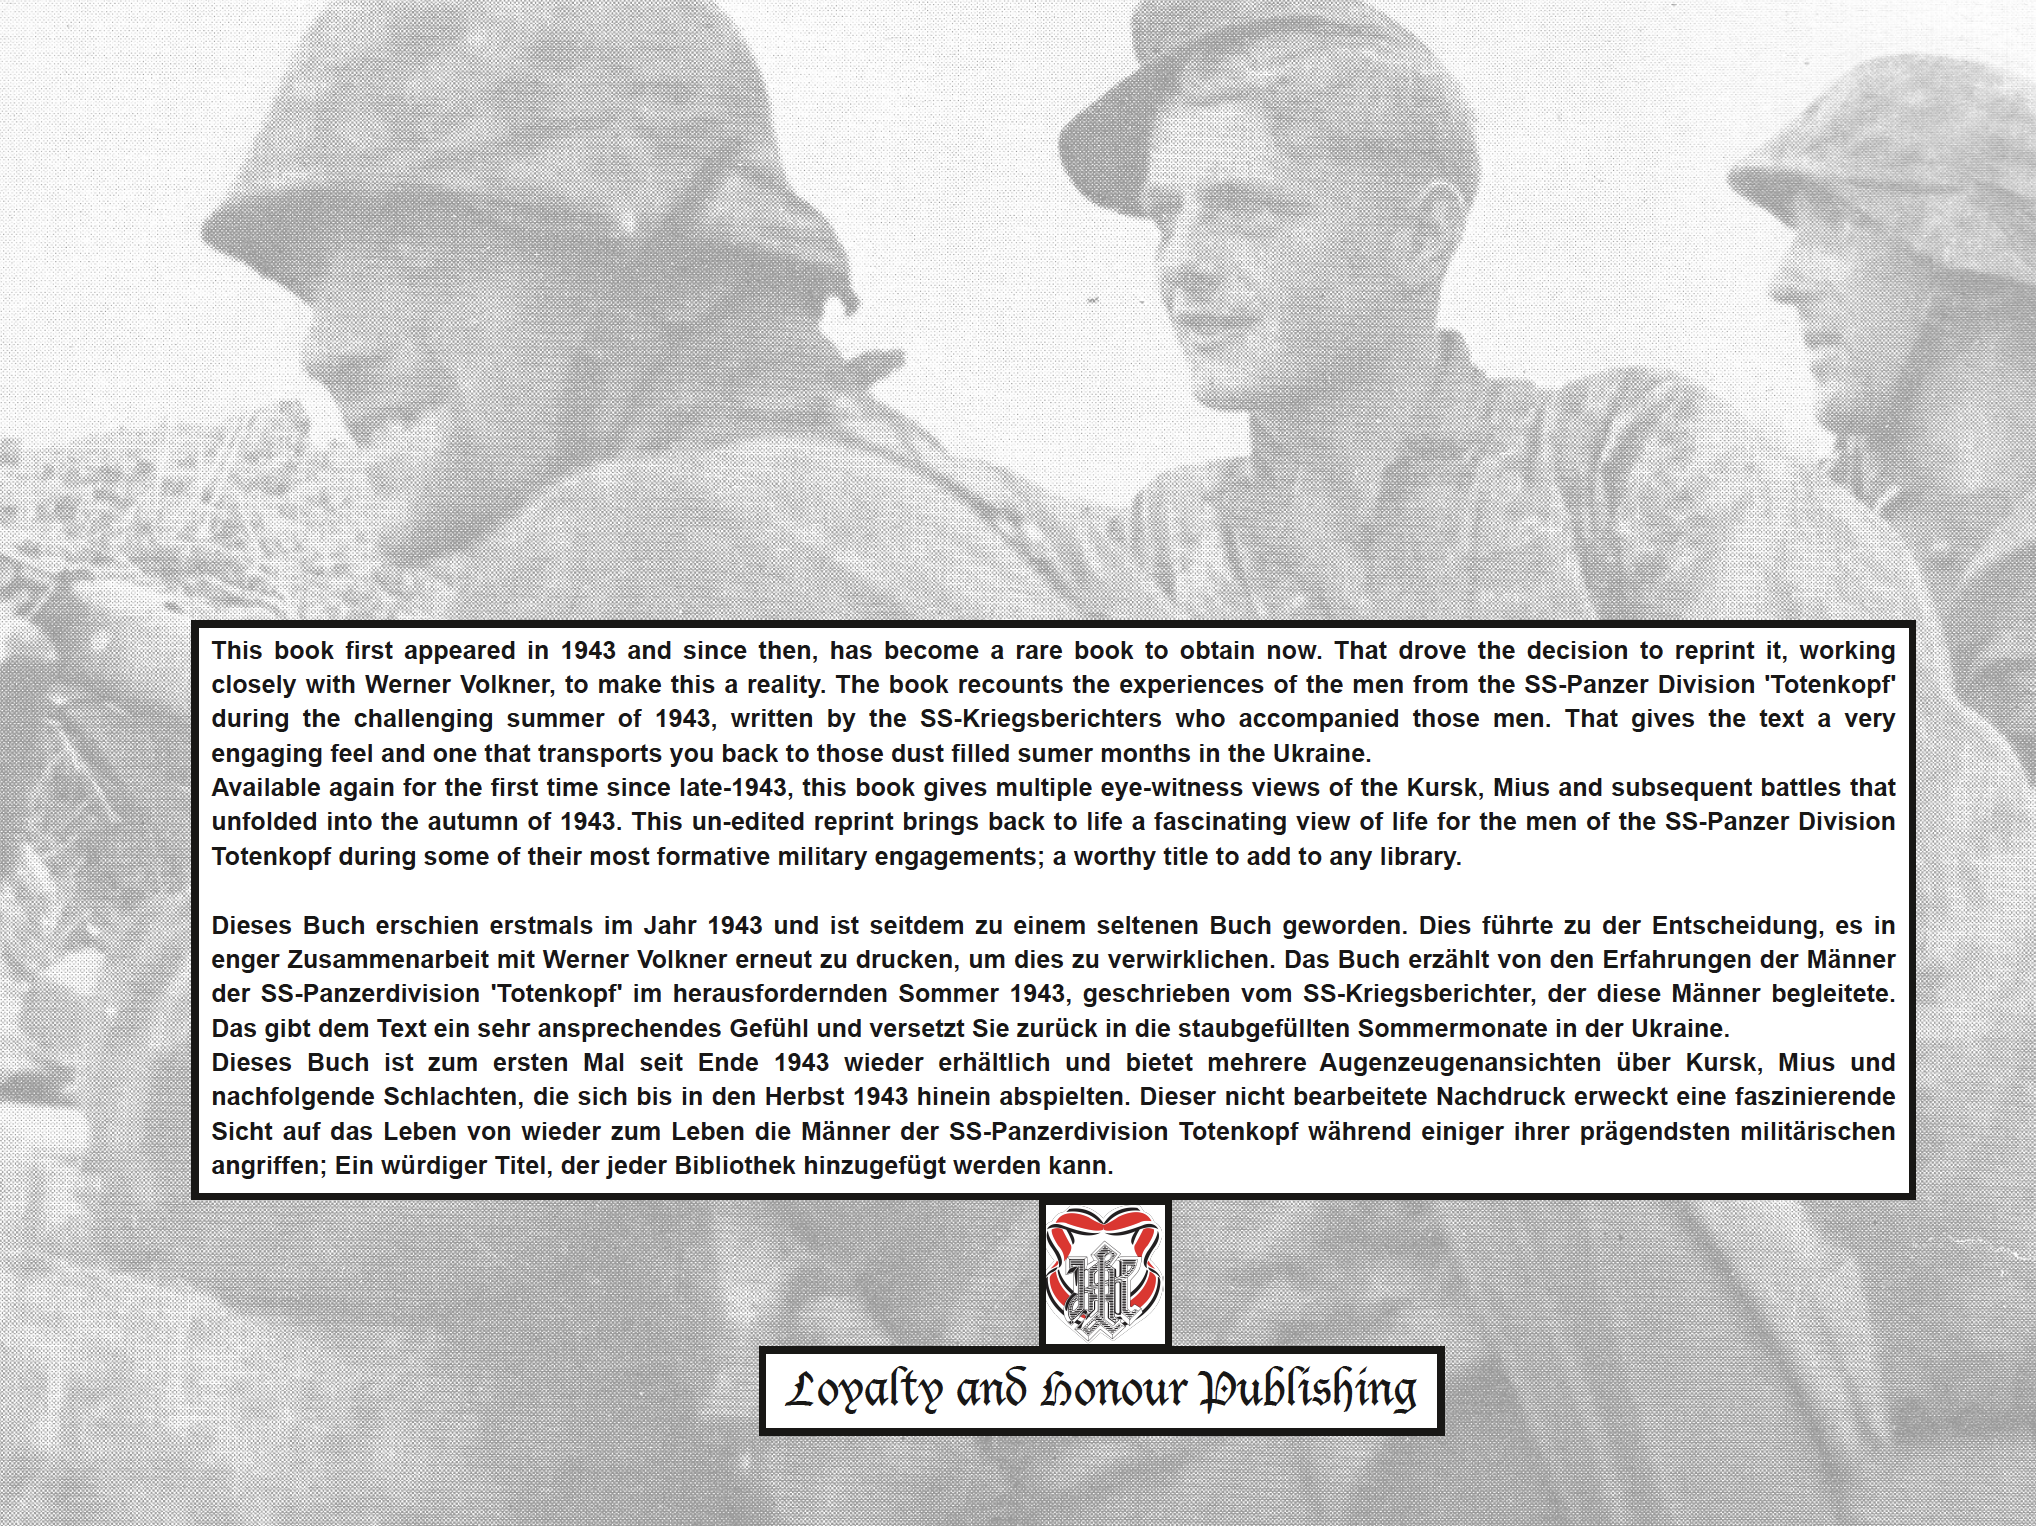 This book first appeared in 1943 and since then, has become a rare book to obtain now. That drove the decision to reprint it, working
closely with Werner Volkner, to make this a reality. The book recounts the experiences of the men from the SS-Panzer Division 'Totenkopf'
during the challenging summer of 1943, written by the SS-Kriegsberichters who accompanied those men. That gives the text a very
engaging feel and one that transports you back to those dust filled sumer months in the Ukraine.
Available again for the first time since late-1943, this book gives multiple eye-witness views of the Kursk, Mius and subsequent battles that
unfolded into the autumn of 1943. This un-edited reprint brings back to life a fascinating view of life for the men of the SS-Panzer Division
Totenkopf during some of their most formative military engagements; a worthy title to add to any library.
Dieses Buch erschien erstmals im Jahr 1943 und ist seitdem zu einem seltenen Buch geworden. Dies führte zu der Entscheidung, es in
enger Zusammenarbeit mit Werner Volkner erneut zu drucken, um dies zu verwirklichen. Das Buch erzählt von den Erfahrungen der Männer
der SS-Panzerdivision 'Totenkopf' im herausfordernden Sommer 1943, geschrieben vom SS-Kriegsberichter, der diese Männer begleitete.
Das gibt dem Text ein sehr ansprechendes Gefühl und versetzt Sie zurück in die staubgefüllten Sommermonate in der Ukraine.
Dieses Buch ist zum ersten Mal seit Ende 1943 wieder erhältlich und bietet mehrere Augenzeugenansichten über Kursk, Mius und
nachfolgende Schlachten, die sich bis in den Herbst 1943 hinein abspielten. Dieser nicht bearbeitete Nachdruck erweckt eine faszinierende
Sicht auf das Leben von wieder zum Leben die Männer der SS-Panzerdivision Totenkopf während einiger ihrer prägendsten militärischen
angriffen; Ein würdiger Titel, der jeder Bibliothek hinzugefügt werden kann.
Loyalty and Honour Publishing